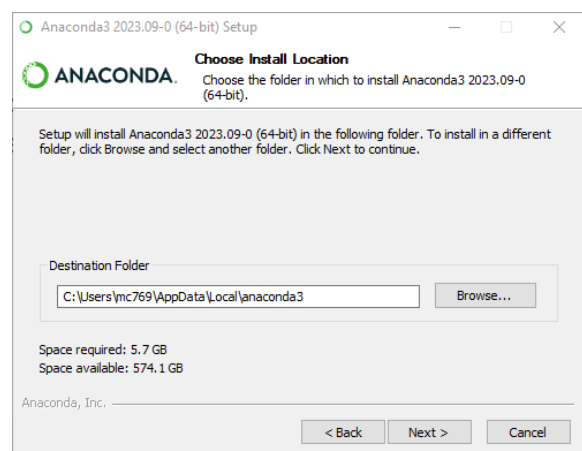 Anaconda3 2023.09-0 (64-bit) Setup
ANACONDA.
Choose Install Location
Choose the folder in which to install Anaconda3 2023.09-0
(64-bit).
Setup will install Anaconda3 2023.09-0 (64-bit) in the following folder. To install in a different
folder, click Browse and select another folder. Click Next to continue.
Destination Folder
C:\Users\mc769\AppData\Local\anaconda3
Browse...
Space required: 5.7 GB
Space available: 574.1 GB
Anaconda, Inc.
< Back
Next >
Cancel